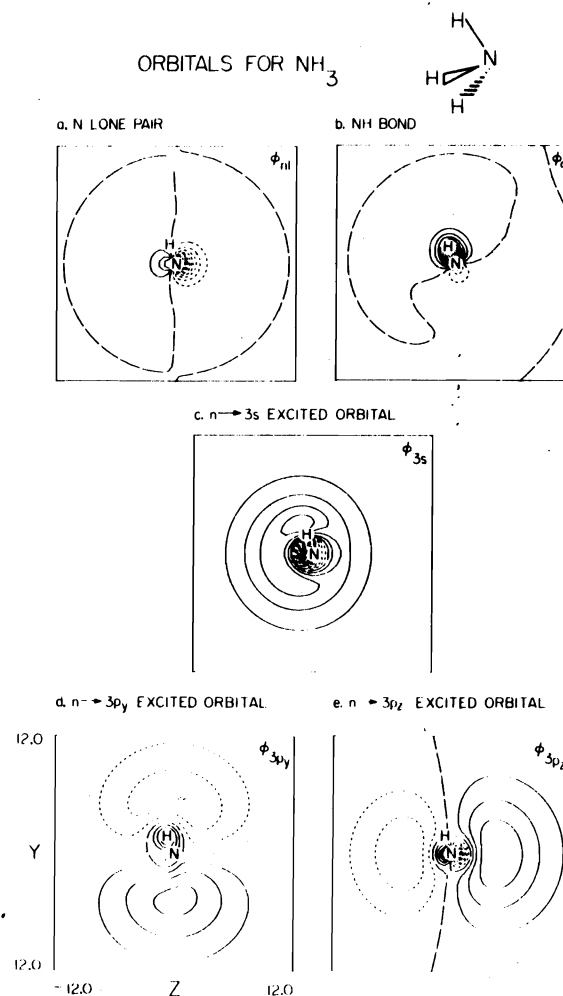 H
N
H
H
ORBITALS FOR NH3
a. N LONE PAIR
b. NH BOND
ϕnl
H
N
H
N
c. n→3s EXCITED ORBITAL
ϕ3s
H
N
d. n→3py EXCITED ORBITAL
e. n→3pz EXCITED ORBITAL
12.0
ϕ3py
ϕ3pz
H
N
H
N
Y
12.0
-12.0 Z 12.0